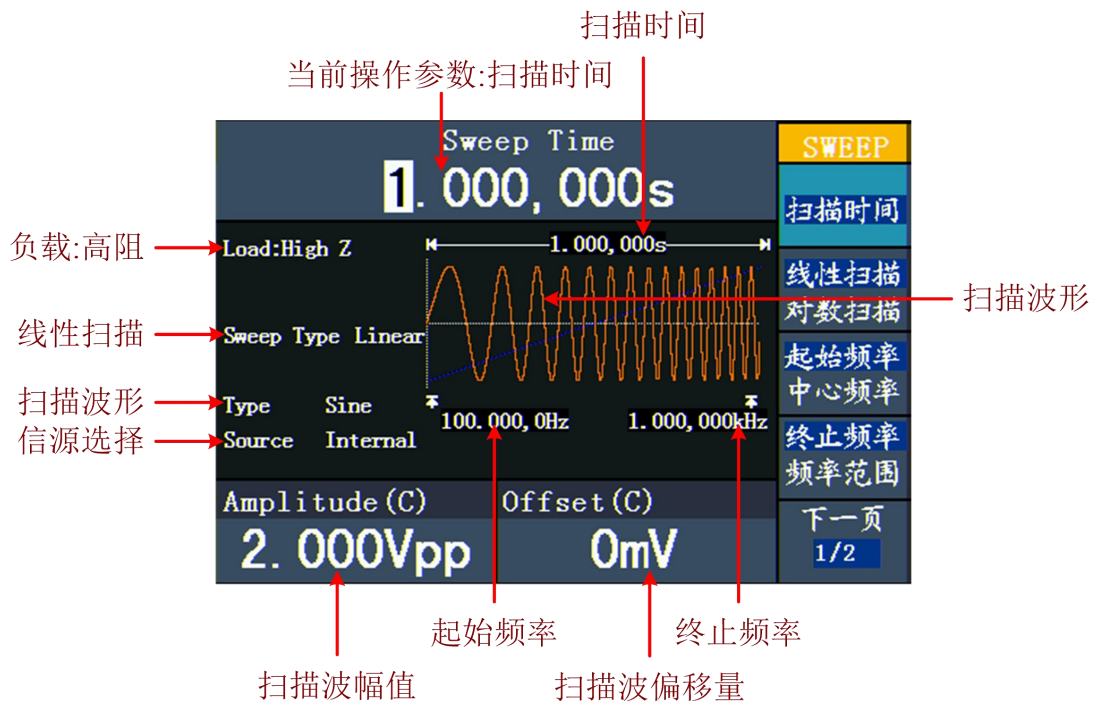 扫描时间
当前操作参数:扫描时间
Sweep Time
1.000,000s
SWEEP
扫描时间
线性扫描
对数扫描
起始频率
中心频率
终止频率
频率范围
下一页
1/2
负载:高阻
Load:High Z
1.000,000s
扫描波形
线性扫描
Sweep Type Linear
扫描波形
Type Sine
信源选择
Source Internal
100.000,0Hz
1.000,000kHz
Amplitude(C)
2.000Vpp
Offset(C)
0mV
起始频率
终止频率
扫描波幅值
扫描波偏移量